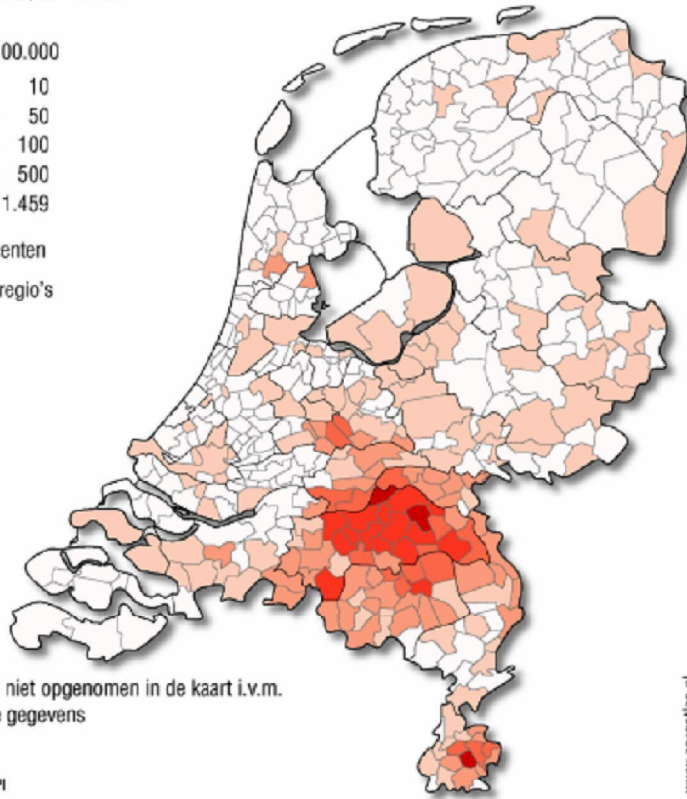 00.000
10
50
100
500
1.459
enten
regio's
niet opgenomen in de kaart i.v.m.
gegevens